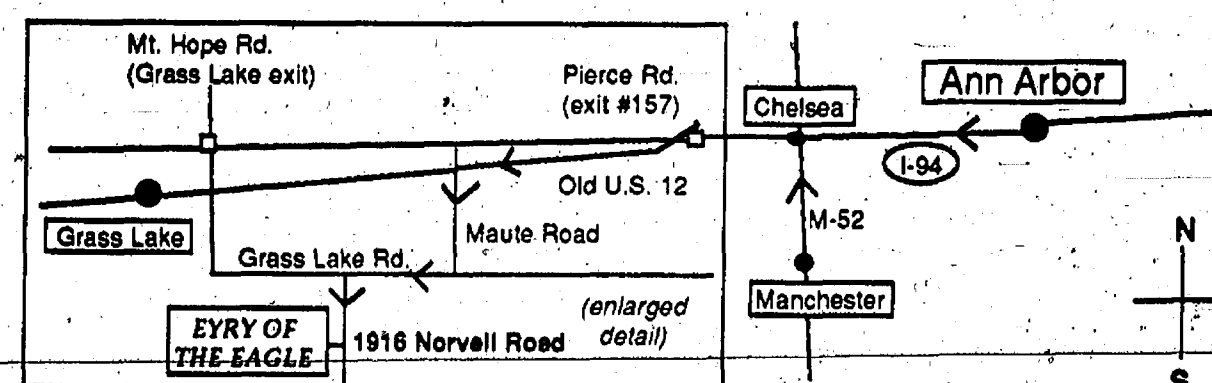 Mt. Hope Rd.
(Grass Lake exit)
Pierce Rd.
(exit #157)
Chelsea
Ann Arbor
I-94
Old U.S. 12
M-52
Grass Lake
Maute Road
N
Grass Lake Rd.
Manchester
(enlarged
detail)
EYRY OF
THE EAGLE
1916 Norvell Road
S